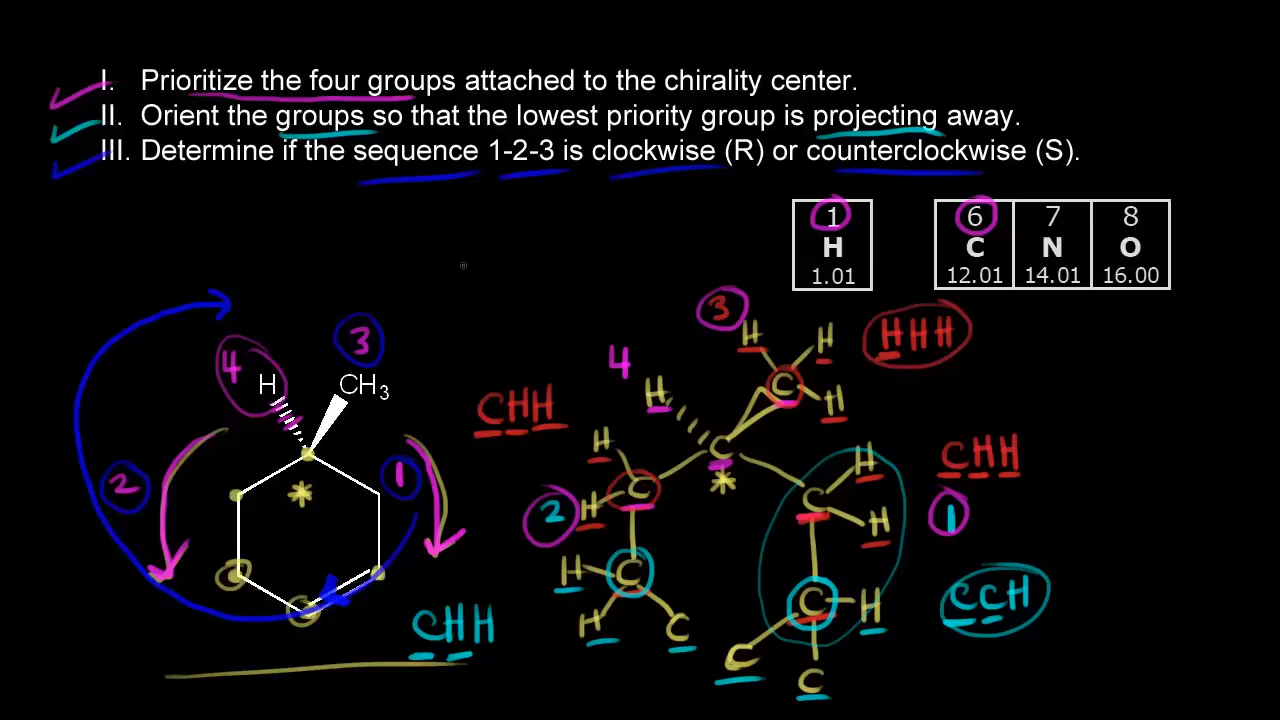 I. Prioritize the four groups attached to the chirality center.
II. Orient the groups so that the lowest priority group is projecting away.
III. Determine if the sequence 1-2-3 is clockwise (R) or counterclockwise (S).
1 6 7 8
H C N O
1.01 12.01 14.01 16.00
4 H
3
CH3
2
1
*
CHH
CHH
4
3
H H
HHH
H C H
H C H
CHH
H C * C H
2
1
H C C H
CCH
H C C
C